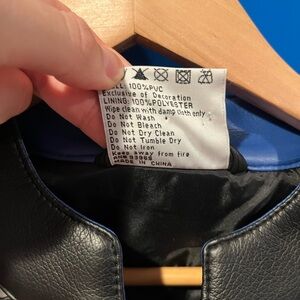 100%PVC
Exclusive of Decoration
LINING: 100%POLYESTER
Wipe clean with damp cloth only
Do Not Wash
Do Not Bleach
Do Not Dry Clean
Do Not Tumble Dry
Do Not Iron
Keep away from fire
MADE IN CHINA